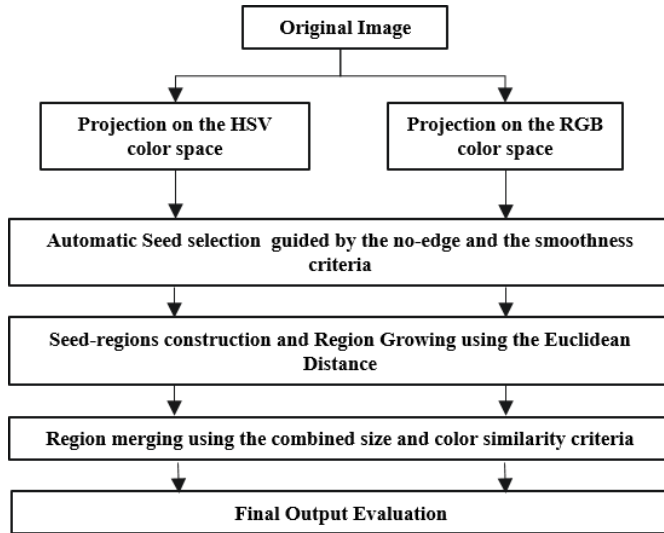 Original Image
Projection on the HSV
color space
Projection on the RGB
color space
Automatic Seed selection guided by the no-edge and the smoothness
criteria
Seed-regions construction and Region Growing using the Euclidean
Distance
Region merging using the combined size and color similarity criteria
Final Output Evaluation